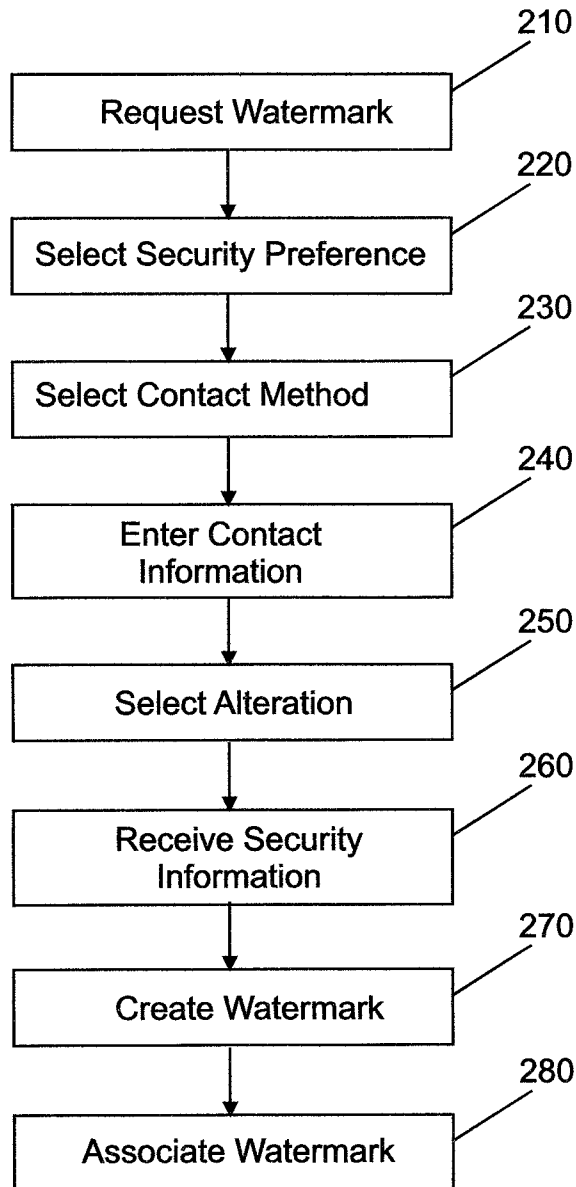 210
Request Watermark
220
Select Security Preference
230
Select Contact Method
240
Enter Contact
Information
250
Select Alteration
260
Receive Security
Information
270
Create Watermark
280
Associate Watermark